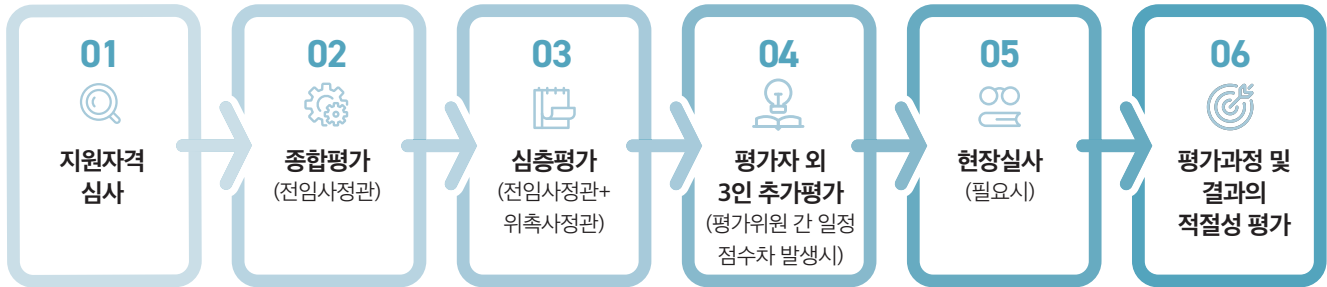 01
지원자격
심사
02
종합평가
(전임사정관)
03
심층평가
(전임사정관+
위촉사정관)
04
평가자 외
3인 추가평가
(평가위원 간 일정
점수차 발생시)
05
현장실사
(필요시)
06
평가과정 및
결과의
적절성 평가